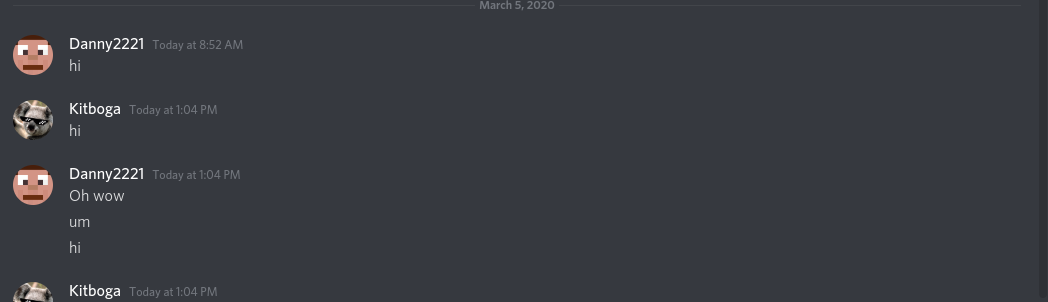 March 5, 2020
Danny2221 Today at 8:52 AM
hi
Kitboga Today at 1:04 PM
hi
Danny2221 Today at 1:04 PM
Oh wow
um
hi
Kitboga Today at 1:04 PM